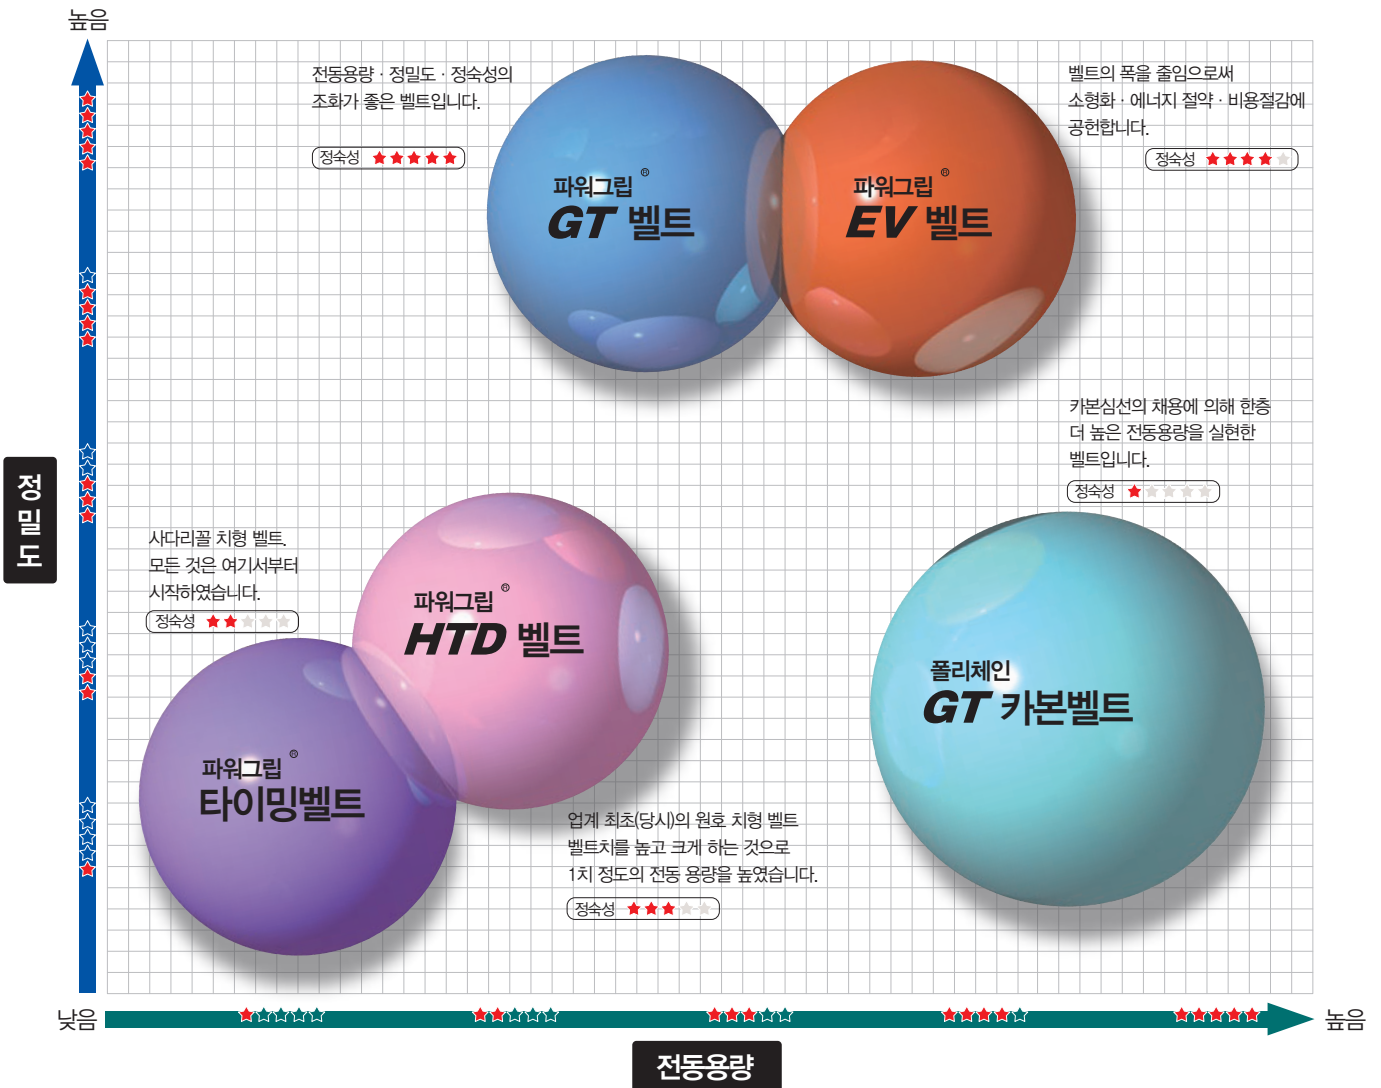 높음
전동용량 · 정밀도 · 정숙성의
조화가 좋은 벨트입니다.
정숙성 ★★★★★
벨트의 폭을 줄임으로써
소형화 · 에너지 절약 · 비용절감에
공헌합니다.
정숙성 ★★★★★
파워그립 ®
GT 벨트
파워그립 ®
EV 벨트
카본심선의 채용에 의해 한층
더 높은 전동용량을 실현한
벨트입니다.
정숙성 ★★★★★
정밀도
사다리꼴 치형 벨트.
모든 것은 여기서부터
시작하였습니다.
정숙성 ★★★★★
파워그립 ®
HTD 벨트
폴리체인
GT 카본벨트
파워그립 ®
타이밍벨트
업계 최초(당시)의 원호 치형 벨트
벨트치를 높고 크게 하는 것으로
1치 정도의 전동 용량을 높였습니다.
정숙성 ★★★★★
낮음
높음
전동용량